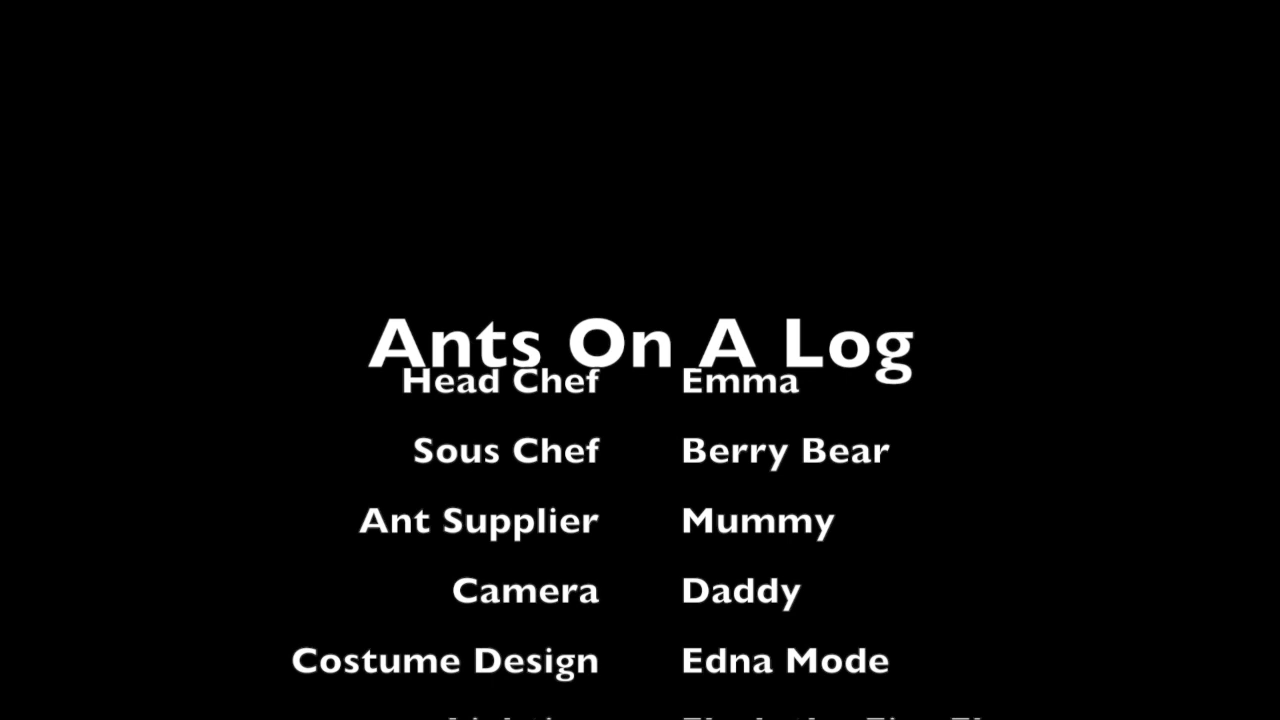 Ants On A Log
Head Chef Emma
Sous Chef Berry Bear
Ant Supplier Mummy
Camera Daddy
Costume Design Edna Mode